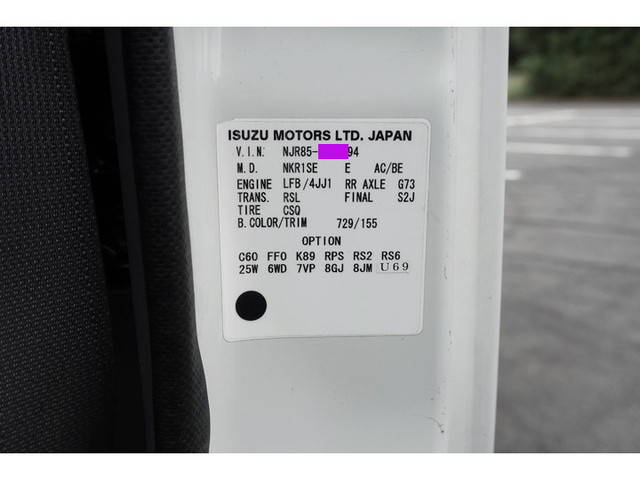 ISUZU MOTORS LTD. JAPAN
V.I.N: NJR85- 94
M.D. NKR1SE E AC/BE
ENGINE LFB/4JJ1 RR AXLE G73
TRANS. RSL FINAL S2J
TIRE CSQ
B.COLOR/TRIM 729/155
OPTION
C60 FF0 K89 RPS RS2 RS6
25W 6WD 7VP 8GJ 8JM U69